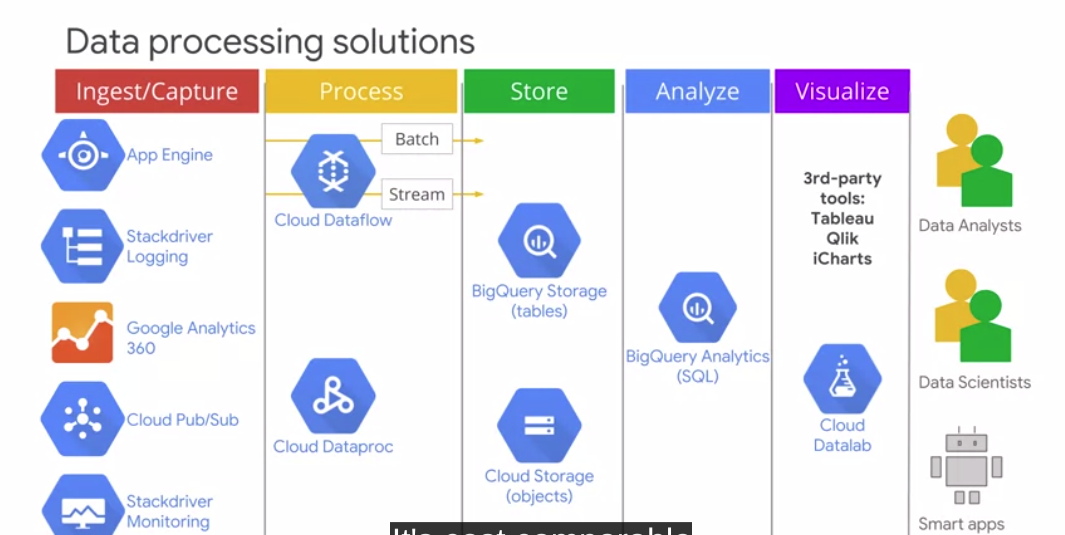 Data processing solutions
Ingest/Capture
Process
Store
Analyze
Visualize
App Engine
Stackdriver
Logging
Google Analytics
360
Cloud Pub/Sub
Stackdriver
Monitoring
Batch
Stream
Cloud Dataflow
Cloud Dataproc
BigQuery Storage
(tables)
Cloud Storage
(objects)
BigQuery Analytics
(SQL)
3rd-party
tools:
Tableau
Qlik
iCharts
Cloud
Datalab
Data Analysts
Data Scientists
Smart apps
It's cost comparable